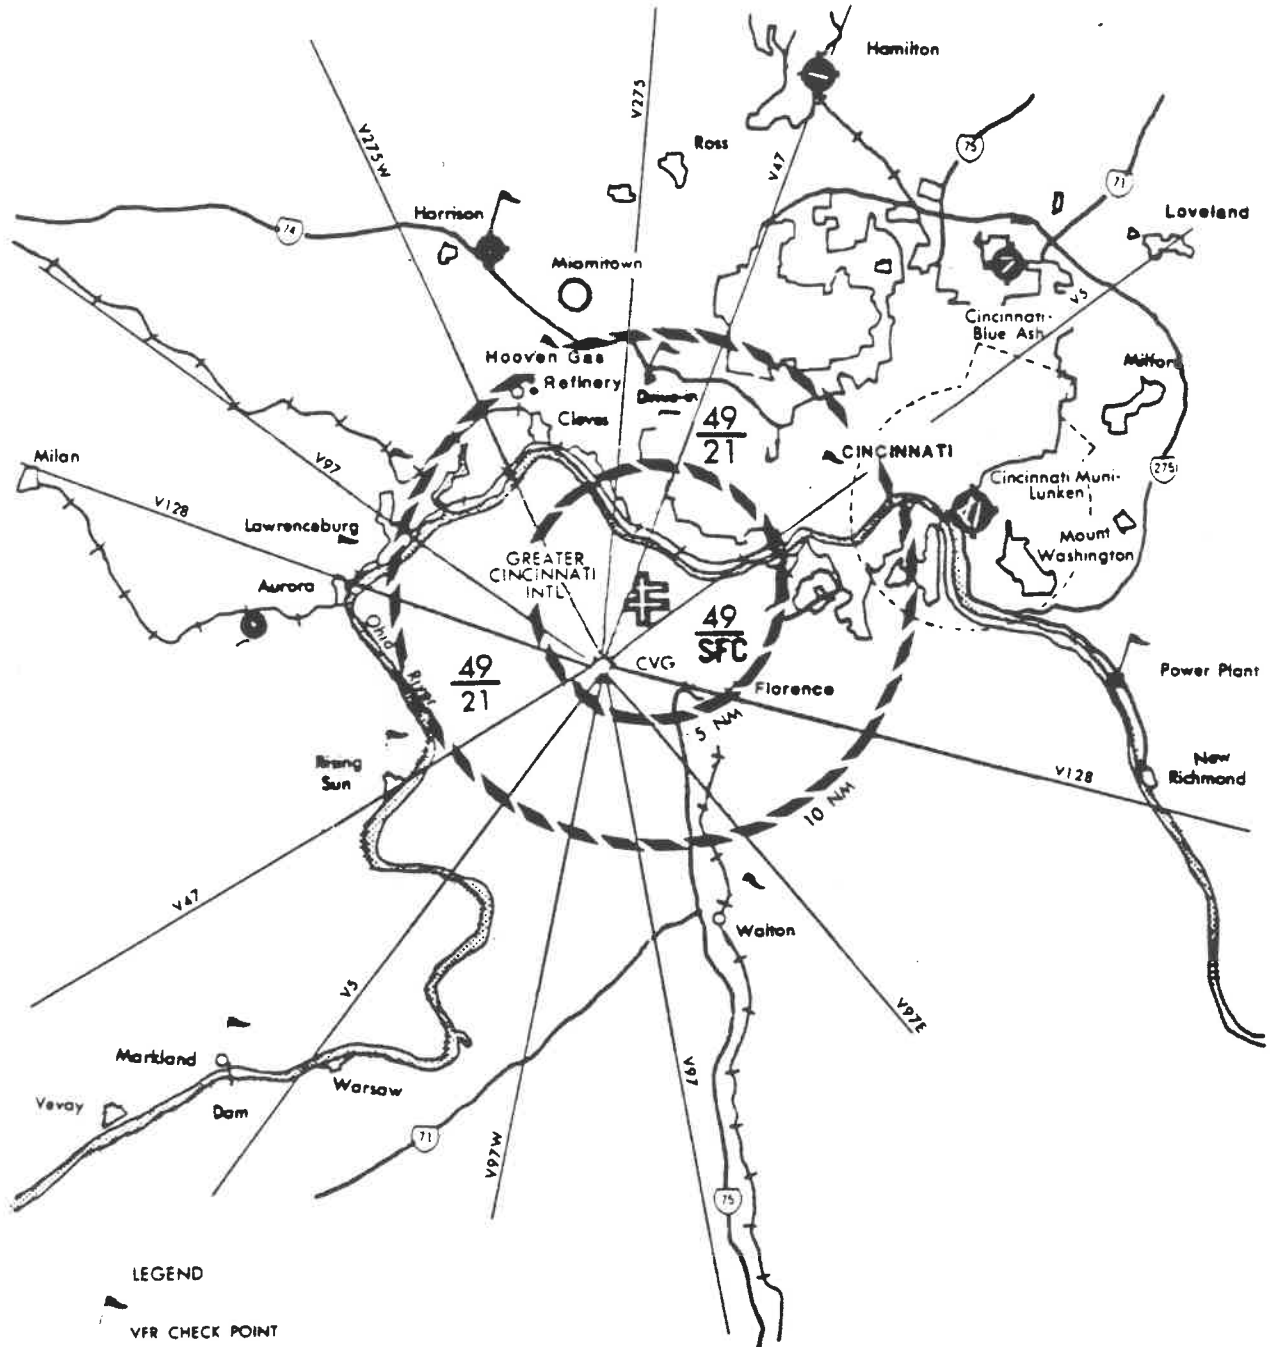 Hamilton
V275
75
Ross
V47
V275W
71
Harrison
Loveland
74
Miamitown
V5
Cincinnati-
Blue Ash
Hooven Gas
Refinery
Milford
Drive-in
Cleves
49
21
CINCINNATI
Milan
V97
275
Cincinnati Muni-
Lunken
V128
Lawrenceburg
Mount
Washington
GREATER
CINCINNATI
INTL
Aurora
Ohio
River
49
SFC
CVG
49
21
Florence
Power Plant
5 NM
Rising
Sun
New
Richmond
V128
10 NM
V47
Walton
V5
V97E
Markland
Dam
Warsaw
V97
Vevay
71
V97W
75
LEGEND
VFR CHECK POINT